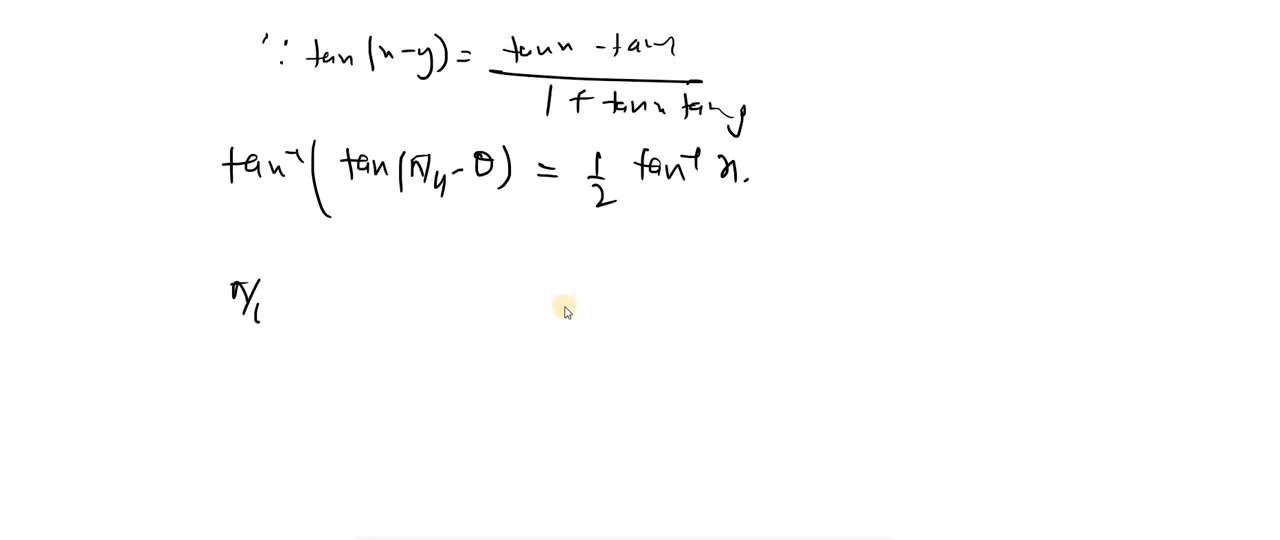 ∵ tan(x-y) = (tanx - tany) / (1 + tanx tany)
tan⁻¹( tan(π/4 - θ) = 1/2 tan⁻¹ x.
π/